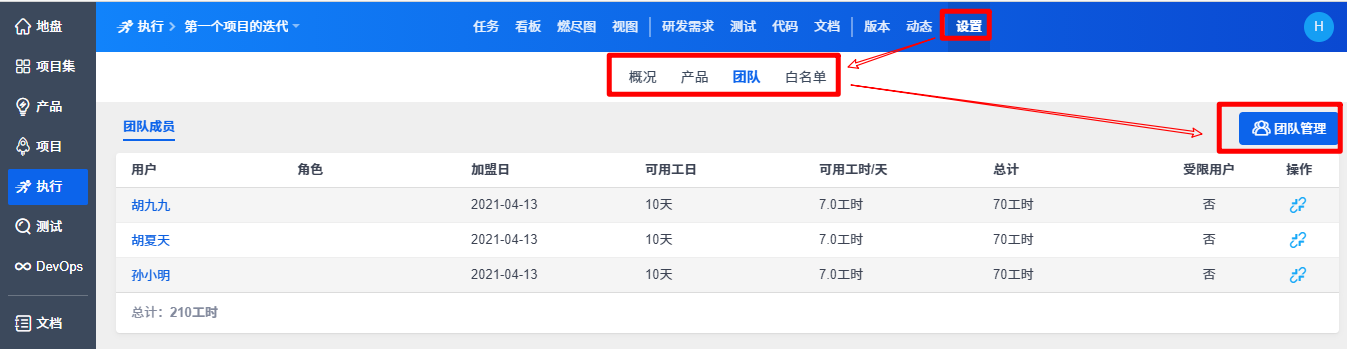 地盘
项目集
产品
项目
执行
测试
DevOps
文档
执行 第一个项目的迭代 任务 看板 燃尽图 视图 研发需求 测试 代码 文档 版本 动态 设置 H
概况 产品 团队 白名单
团队成员 团队管理
用户 角色 加盟日 可用工日 可用工时/天 总计 受限用户 操作
胡九九 2021-04-13 10天 7.0工时 70工时 否
胡夏天 2021-04-13 10天 7.0工时 70工时 否
孙小明 2021-04-13 10天 7.0工时 70工时 否
总计：210工时